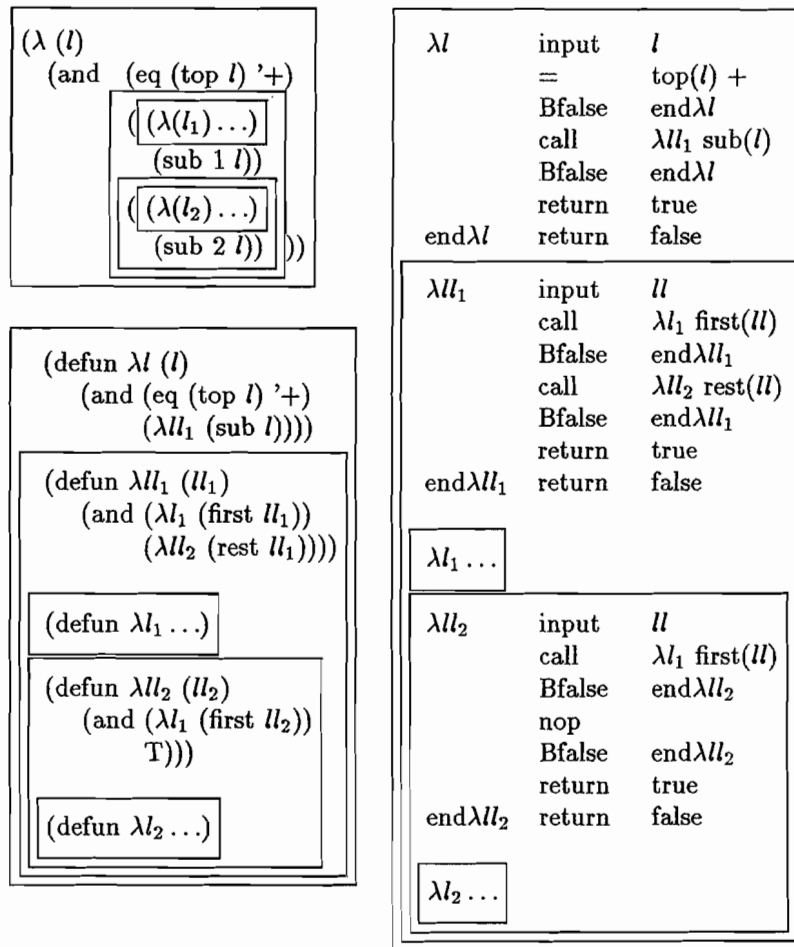 (λ (l)
(and (eq (top l) '+)
( (λ(l₁) ...)
(sub 1 l))
( (λ(l₂) ...)
(sub 2 l)) ))
(defun λl (l)
(and (eq (top l) '+)
(λll₁ (sub l))))
(defun λll₁ (ll₁)
(and (λl₁ (first ll₁))
(λll₂ (rest ll₁))))
(defun λl₁ ...)
(defun λll₂ (ll₂)
(and (λl₁ (first ll₂))
T)))
(defun λl₂ ...)
λl input l
= top(l) +
Bfalse endλl
call λll₁ sub(l)
Bfalse endλl
return true
endλl return false
λll₁ input ll
call λl₁ first(ll)
Bfalse endλll₁
call λll₂ rest(ll)
Bfalse endλll₁
return true
endλll₁ return false
λl₁ ...
λll₂ input ll
call λl₁ first(ll)
Bfalse endλll₂
nop
Bfalse endλll₂
return true
endλll₂ return false
λl₂ ...